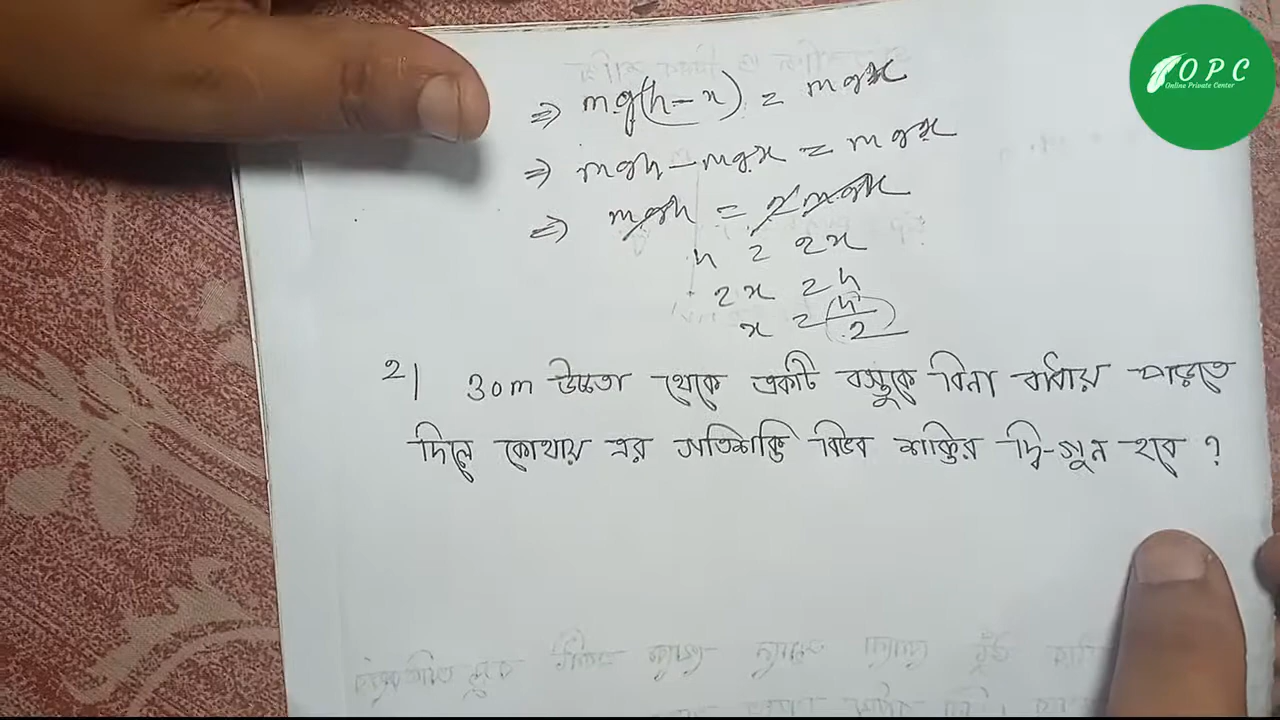 OPC
Online Private Center
⇒ mg(h-x) = mgx
⇒ mgh - mgx = mgx
⇒ mgh = 2mgx
h = 2x
2x = h
x = h/2
২| 30m উচ্চতা থেকে একটি বস্তুকে বিনা বাধায় পড়তে
দিলে কোথায় এর গতিশক্তি বিভব শক্তির দ্বি-গুন হবে ?